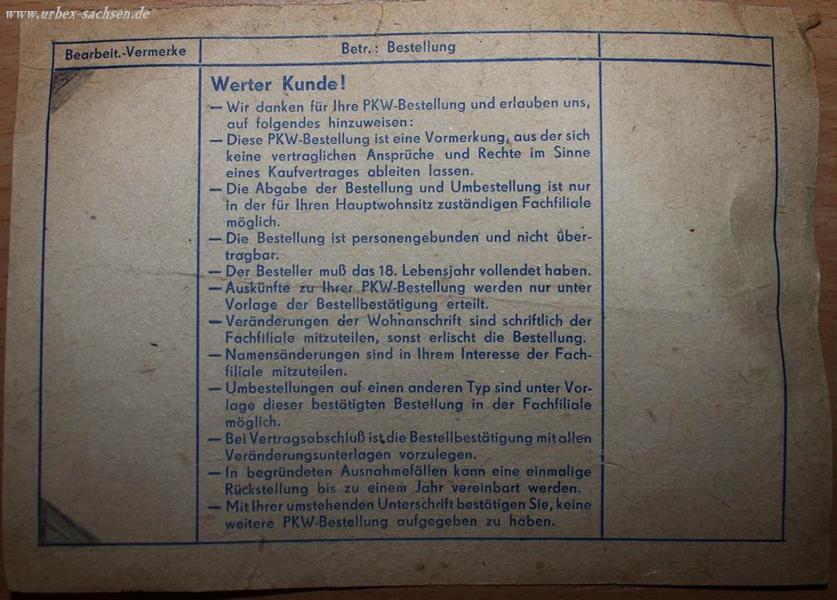 www.urbex-sachsen.de
Bearbeit.-Vermerke
Betr.: Bestellung
Werter Kunde!
— Wir danken für Ihre PKW-Bestellung und erlauben uns,
auf folgendes hinzuweisen:
— Diese PKW-Bestellung ist eine Vormerkung, aus der sich
keine vertraglichen Ansprüche und Rechte im Sinne
eines Kaufvertrages ableiten lassen.
— Die Abgabe der Bestellung und Umbestellung ist nur
in der für Ihren Hauptwohnsitz zuständigen Fachfiliale
möglich.
— Die Bestellung ist personengebunden und nicht über-
tragbar.
— Der Besteller muß das 18. Lebensjahr vollendet haben.
— Auskünfte zu Ihrer PKW-Bestellung werden nur unter
Vorlage der Bestellbestätigung erteilt.
— Veränderungen der Wohnanschrift sind schriftlich der
Fachfiliale mitzuteilen, sonst erlischt die Bestellung.
— Namensänderungen sind in Ihrem Interesse der Fach-
filiale mitzuteilen.
— Umbestellungen auf einen anderen Typ sind unter Vor-
lage dieser bestätigten Bestellung in der Fachfiliale
möglich.
— Bei Vertragsabschluß ist die Bestellbestätigung mit allen
Veränderungsunterlagen vorzulegen.
— In begründeten Ausnahmefällen kann eine einmalige
Rückstellung bis zu einem Jahr vereinbart werden.
— Mit Ihrer umstehenden Unterschrift bestätigen Sie, keine
weitere PKW-Bestellung aufgegeben zu haben.